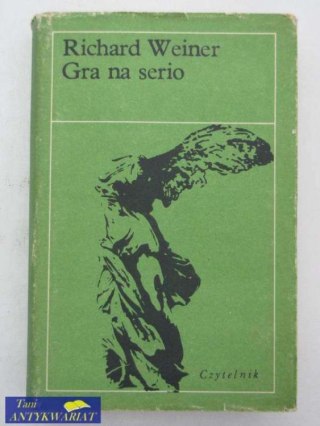 Richard Weiner
Gra na serio
Czytelnik
Tani
ANTYKWARIAT